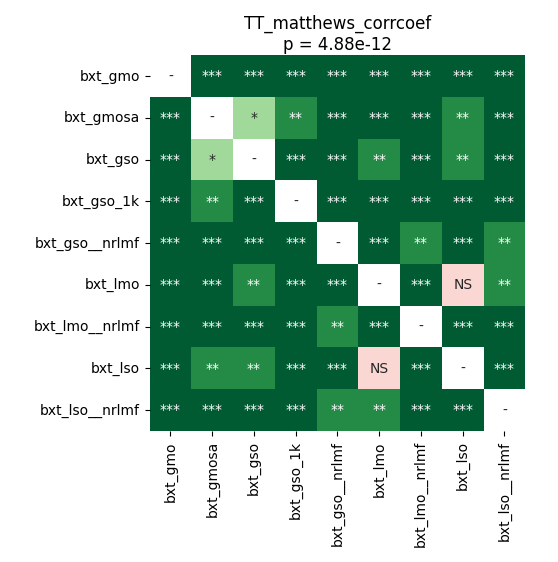 TT_matthews_corrcoef
p = 4.88e-12
bxt_gmo - *** *** *** *** *** *** *** ***
bxt_gmosa *** - * ** *** *** *** ** ***
bxt_gso *** * - *** *** ** *** ** ***
bxt_gso_1k *** ** *** - *** *** *** *** ***
bxt_gso__nrlmf *** *** *** *** - *** ** *** **
bxt_lmo *** *** ** *** *** - *** NS **
bxt_lmo__nrlmf *** *** *** *** ** *** - *** ***
bxt_lso *** ** ** *** *** NS *** - ***
bxt_lso__nrlmf *** *** *** *** ** ** *** *** -
bxt_gmo
bxt_gmosa
bxt_gso
bxt_gso_1k
bxt_gso__nrlmf
bxt_lmo
bxt_lmo__nrlmf
bxt_lso
bxt_lso__nrlmf